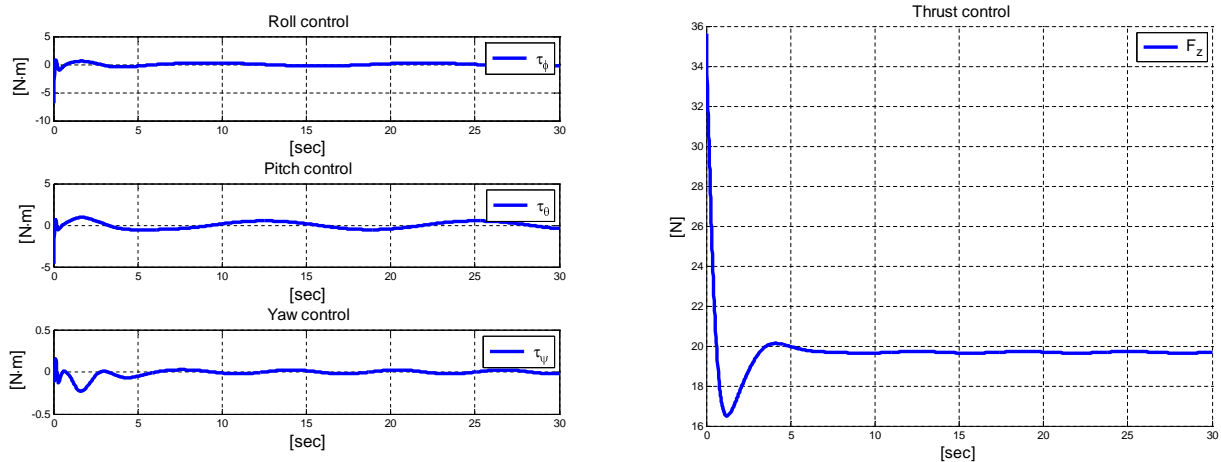 Roll control
[N·m]
5
0
-5
-10
τϕ
0 5 10 15 20 25 30
[sec]
Pitch control
[N·m]
5
0
-5
τθ
0 5 10 15 20 25 30
[sec]
Yaw control
[N·m]
0.5
0
-0.5
τψ
0 5 10 15 20 25 30
[sec]
Thrust control
[N]
36
34
32
30
28
26
24
22
20
18
16
Fz
0 5 10 15 20 25 30
[sec]